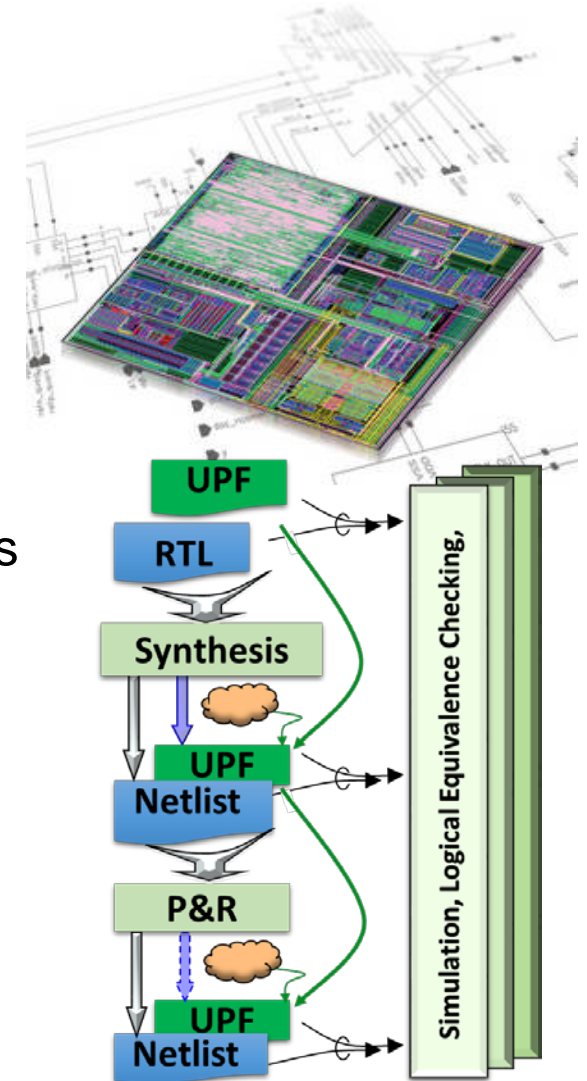 UPF
s
RTL
Synthesis
UPF
Netlist
P&R
UPF
Netlist
Simulation, Logical Equivalence Checking,